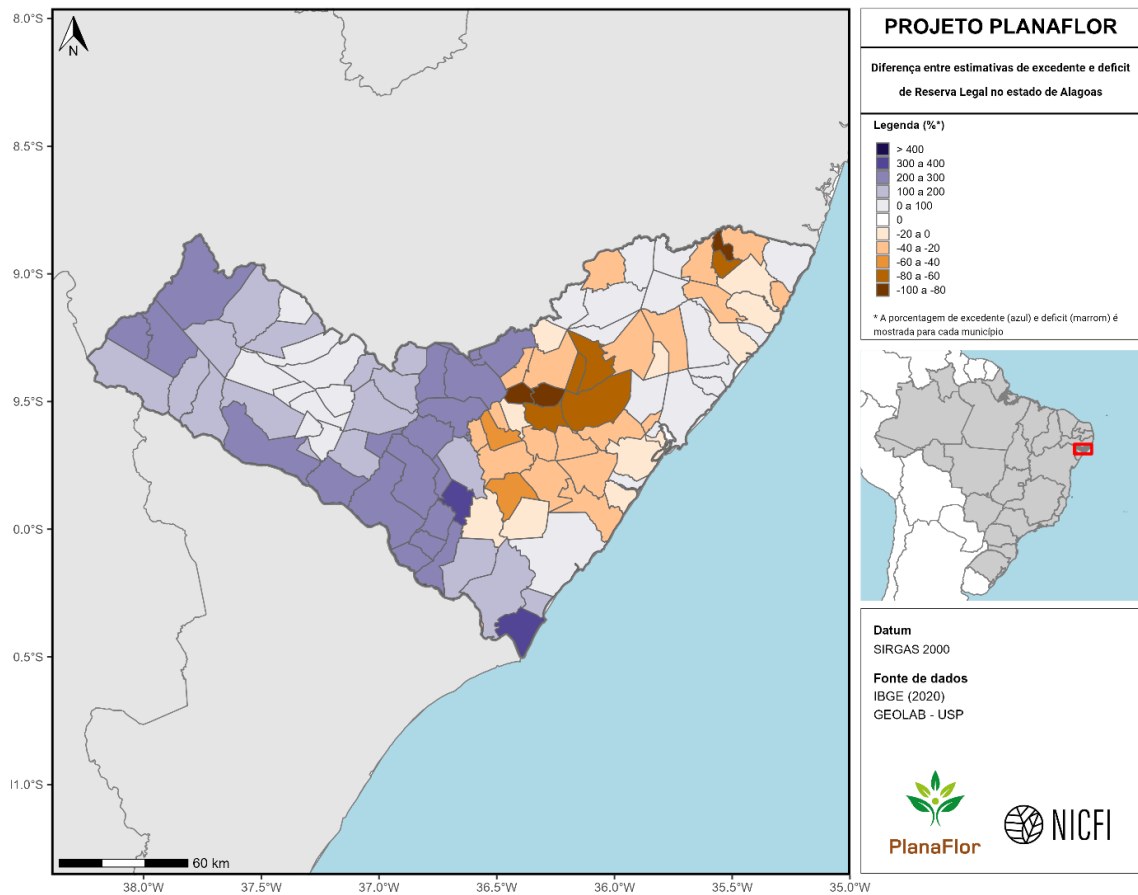 8.0°S
8.5°S
9.0°S
9.5°S
0.0°S
0.5°S
11.0°S
38.0°W
37.5°W
37.0°W
36.5°W
36.0°W
35.5°W
35.0°W
N
60 km
PROJETO PLANAFLOR
Diferença entre estimativas de excedente e deficit
de Reserva Legal no estado de Alagoas
Legenda (%*)
> 400
300 a 400
200 a 300
100 a 200
0 a 100
0
-20 a 0
-40 a -20
-60 a -40
-80 a -60
-100 a -80
* A porcentagem de excedente (azul) e deficit (marrom) é
mostrada para cada município
Datum
SIRGAS 2000
Fonte de dados
IBGE (2020)
GEOLAB - USP
PlanaFlor
NICFI